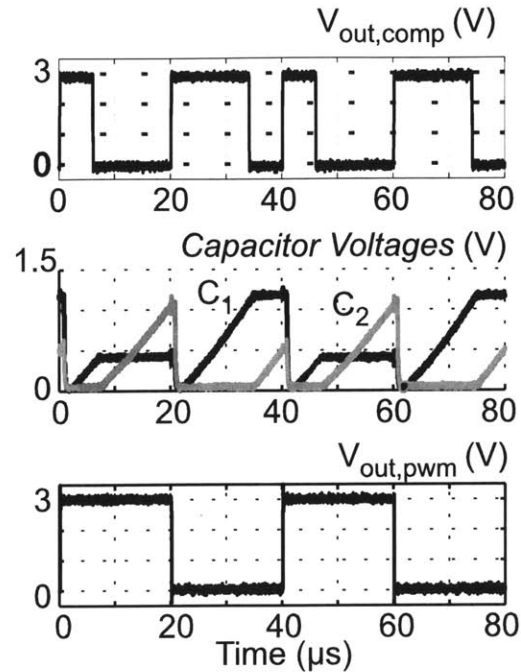 V_out,comp (V)
3
0
0 20 40 60 80
Capacitor Voltages (V)
1.5
C_1 C_2
0
0 20 40 60 80
V_out,pwm (V)
3
0
0 20 40 60 80
Time (µs)